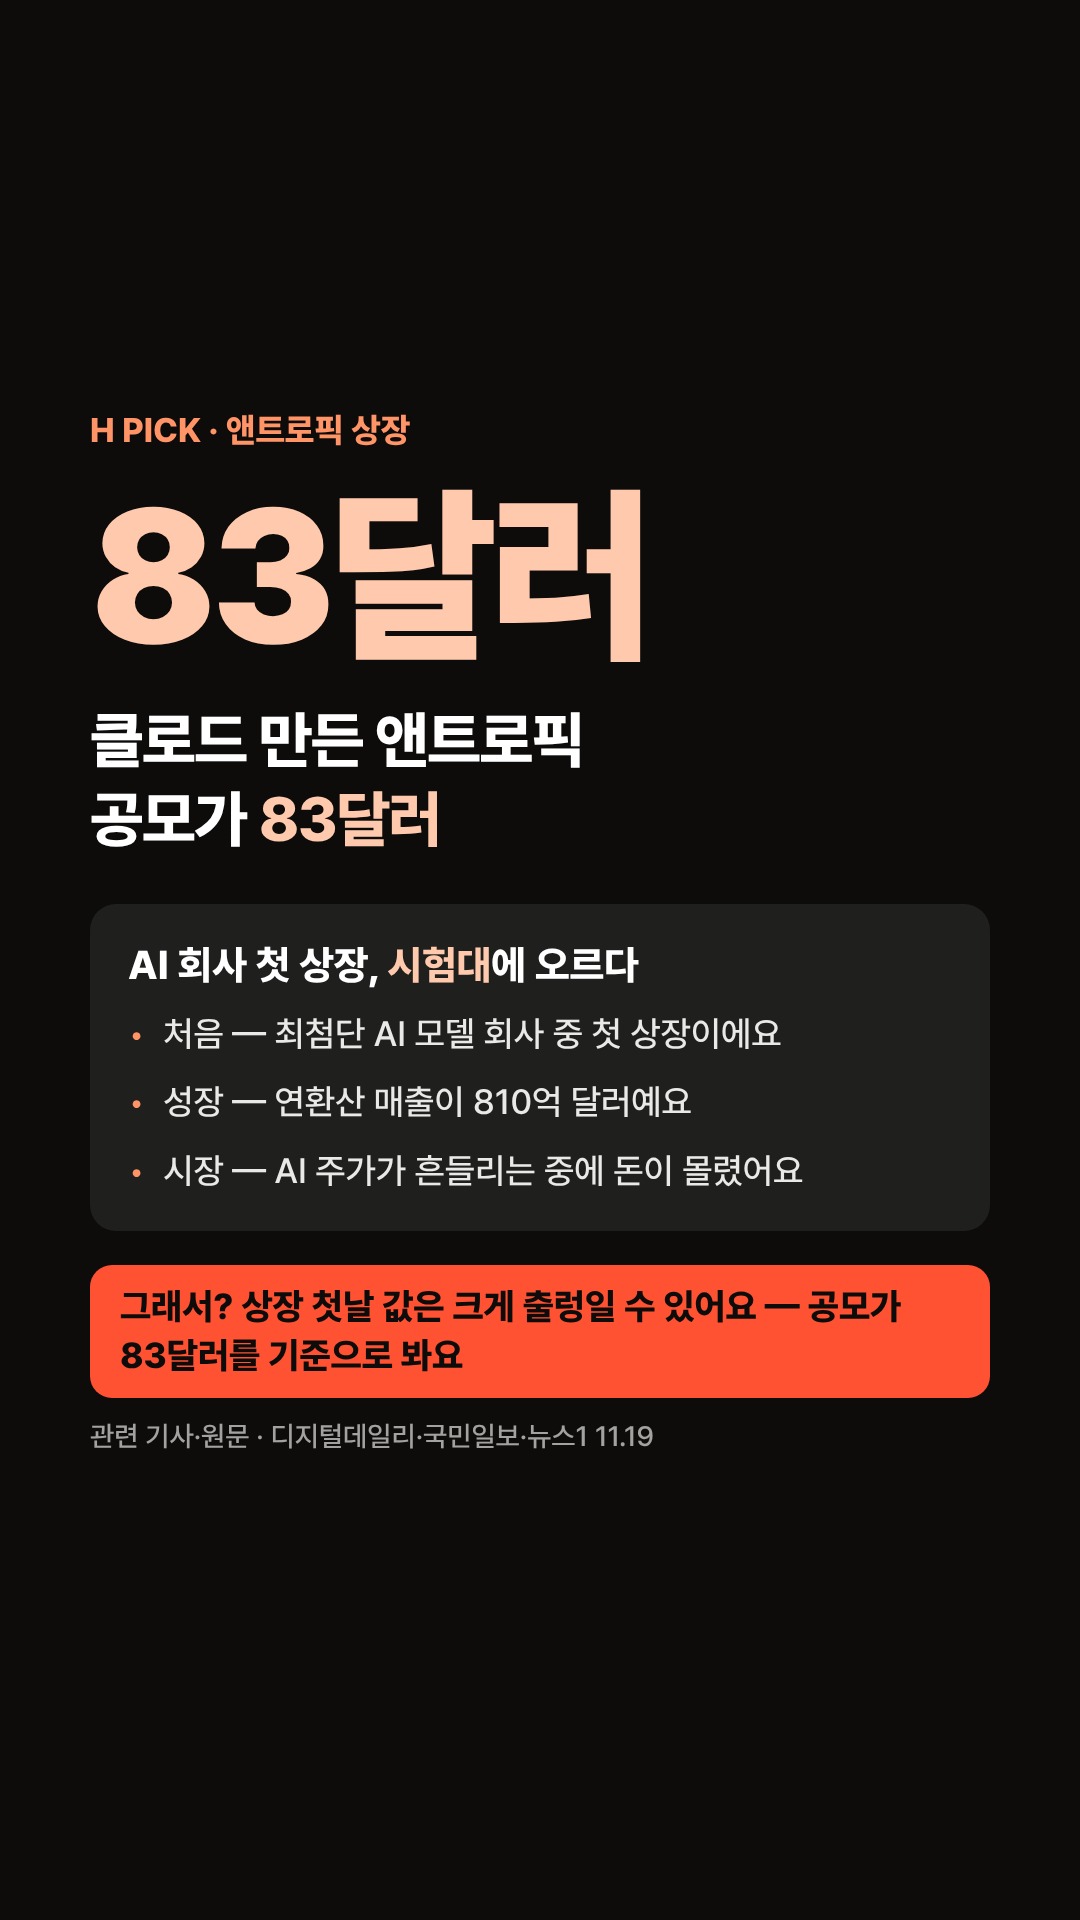 H PICK · 앤트로픽 상장
83달러
클로드 만든 앤트로픽
공모가 83달러
AI 회사 첫 상장, 시험대에 오르다
• 처음 — 최첨단 AI 모델 회사 중 첫 상장이에요
• 성장 — 연환산 매출이 810억 달러예요
• 시장 — AI 주가가 흔들리는 중에 돈이 몰렸어요
그래서? 상장 첫날 값은 크게 출렁일 수 있어요 — 공모가
83달러를 기준으로 봐요
관련 기사·원문 · 디지털데일리·국민일보·뉴스1 11.19